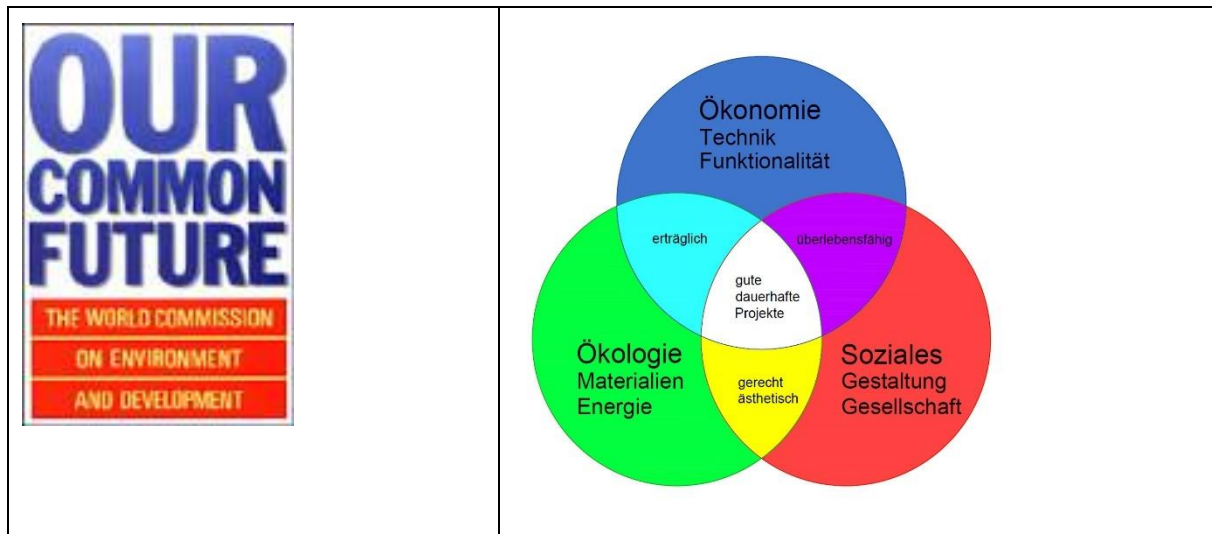 OUR
COMMON
FUTURE
THE WORLD COMMISSION
ON ENVIRONMENT
AND DEVELOPMENT
Ökonomie
Technik
Funktionalität
erträglich
überlebensfähig
gute
dauerhafte
Projekte
Ökologie
Materialien
Energie
gerecht
ästhetisch
Soziales
Gestaltung
Gesellschaft